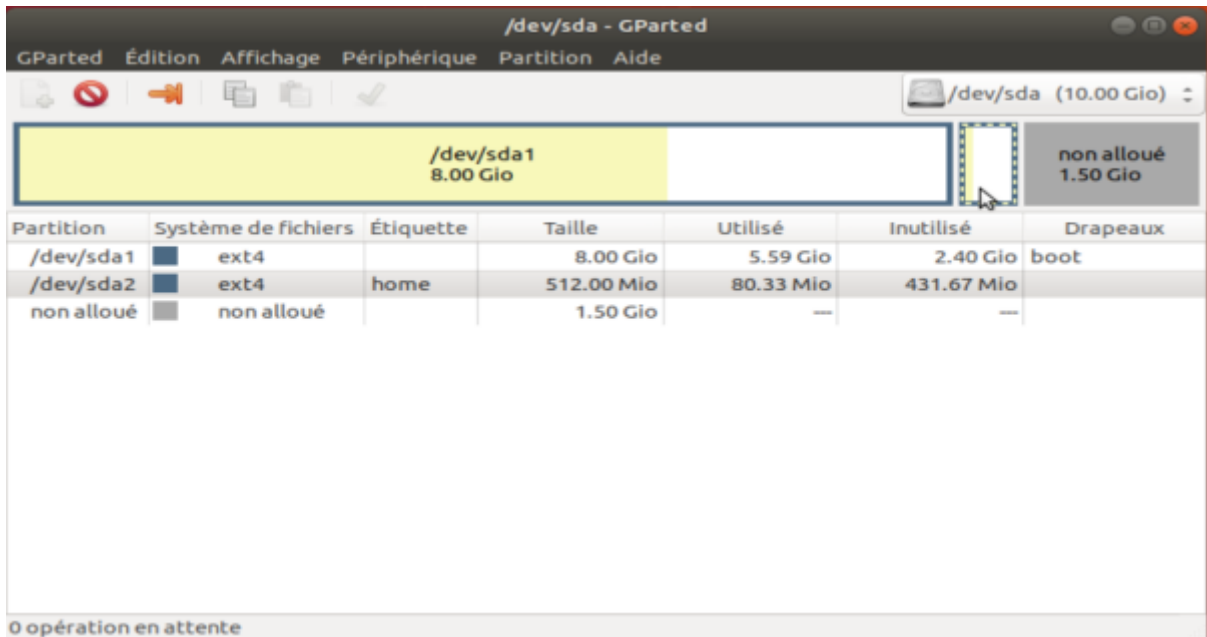 /dev/sda - GParted
GParted Édition Affichage Périphérique Partition Aide
/dev/sda (10.00 Gio)
/dev/sda1
8.00 Gio
non alloué
1.50 Gio
Partition Système de fichiers Étiquette Taille Utilisé Inutilisé Drapeaux
/dev/sda1 ext4 8.00 Gio 5.59 Gio 2.40 Gio boot
/dev/sda2 ext4 home 512.00 Mio 80.33 Mio 431.67 Mio
non alloué non alloué 1.50 Gio --- ---
0 opération en attente